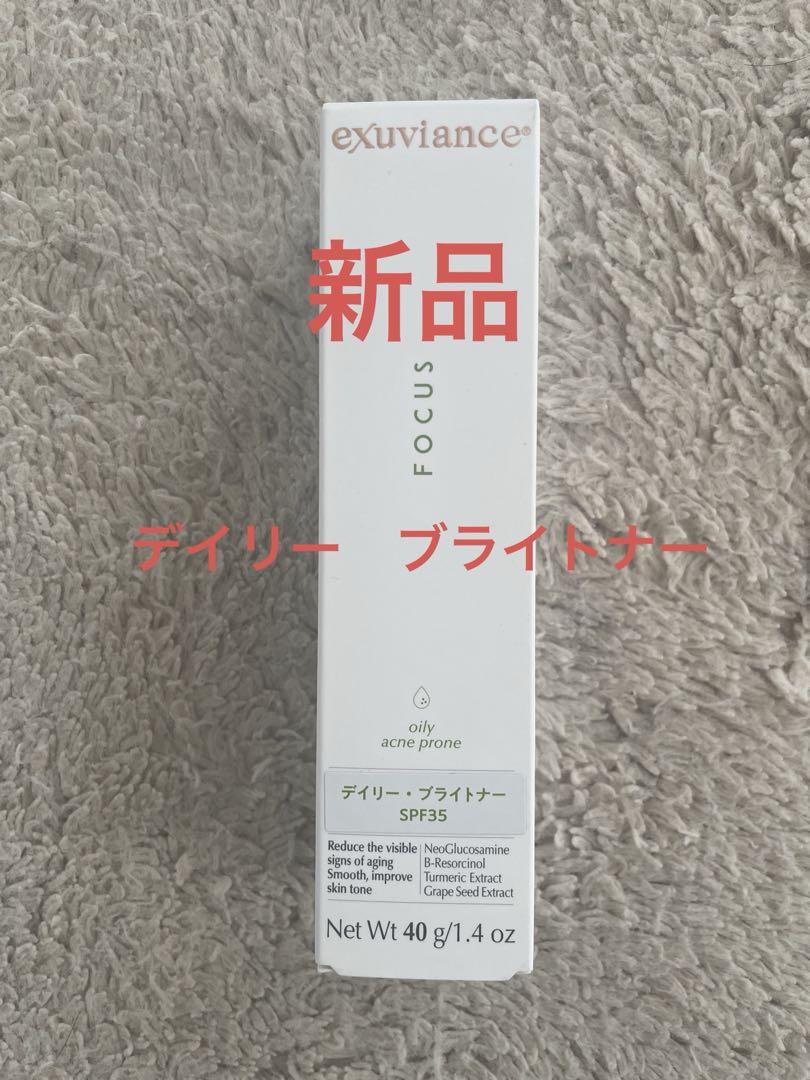 exuviance®
新品
FOCUS
デイリー　ブライトナー
oily
acne prone
デイリー・ブライトナー
SPF35
Reduce the visible
signs of aging
Smooth, improve
skin tone
NeoGlucosamine
B-Resorcinol
Turmeric Extract
Grape Seed Extract
Net Wt 40 g/1.4 oz